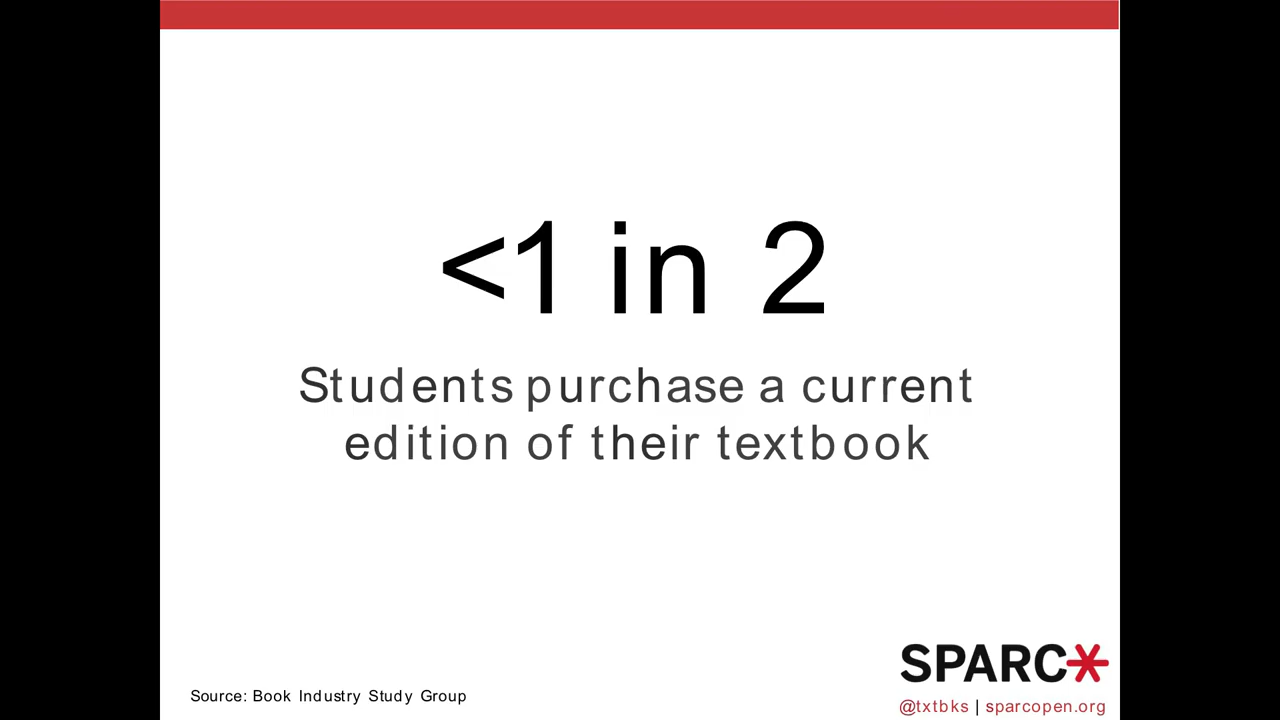 <1 in 2
Students purchase a current
edition of their textbook
SPARC
Source: Book Industry Study Group
@txtbks | sparcopen.org